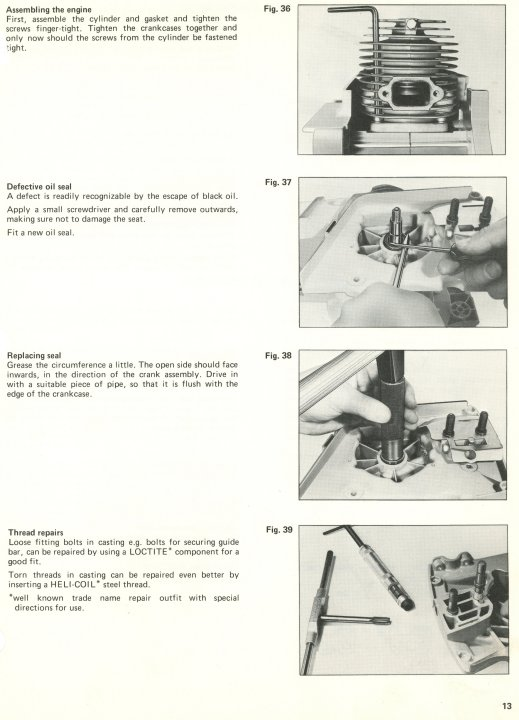 Assembling the engine
First, assemble the cylinder and gasket and tighten the
screws finger-tight. Tighten the crankcases together and
only now should the screws from the cylinder be fastened
tight.
Fig. 36
Defective oil seal
A defect is readily recognizable by the escape of black oil.
Apply a small screwdriver and carefully remove outwards,
making sure not to damage the seat.
Fit a new oil seal.
Fig. 37
Replacing seal
Grease the circumference a little. The open side should face
inwards, in the direction of the crank assembly. Drive in
with a suitable piece of pipe, so that it is flush with the
edge of the crankcase.
Fig. 38
Thread repairs
Loose fitting bolts in casting e.g. bolts for securing guide
bar, can be repaired by using a LOCTITE* component for a
good fit.
Torn threads in casting can be repaired even better by
inserting a HELI-COIL* steel thread.
*well known trade name repair outfit with special
directions for use.
Fig. 39
13